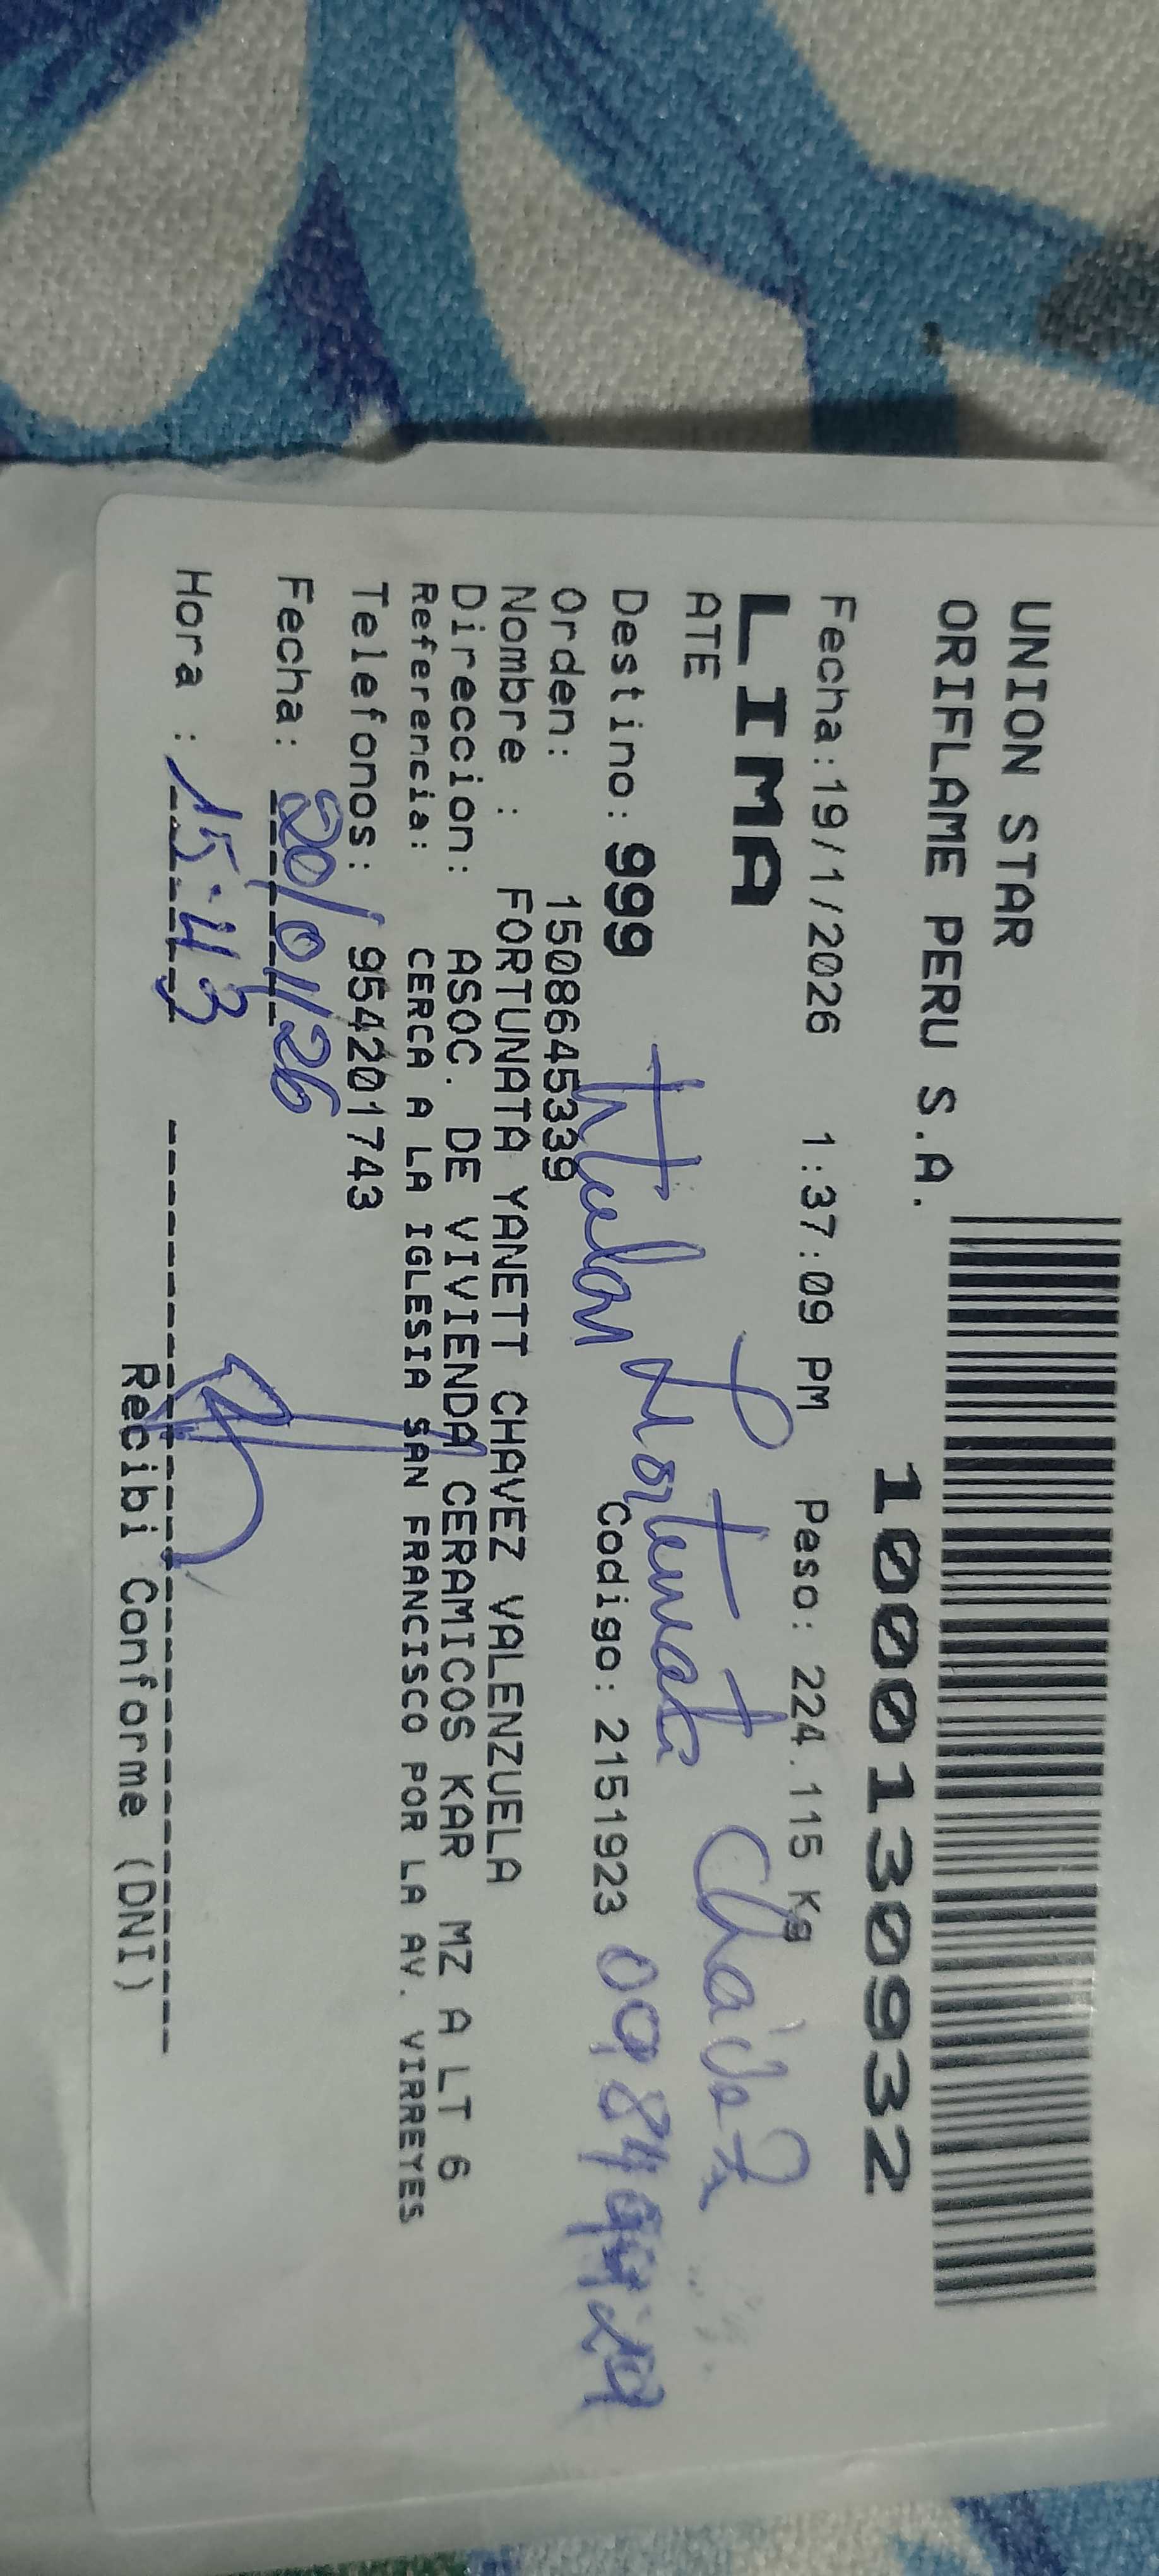 UNION STAR
ORIFLAME PERU S.A.
1000130932
Fecha:19/1/2026 1:37:09 PM Peso: 224.115 Kg
LIMA
ATE
titular Fortunata Chávez
Destino: 999 Codigo: 2151923
Orden: 1508645339
Nombre : FORTUNATA YANETT CHAVEZ VALENZUELA
Direccion: ASOC. DE VIVIENDA CERAMICOS KAR MZ A LT 6
Referencia: CERCA A LA IGLESIA SAN FRANCISCO POR LA AV. VIRREYES
Telefonos: 954201743
Fecha: 20/01/26
Hora : 15:43
Recibi Conforme (DNI)